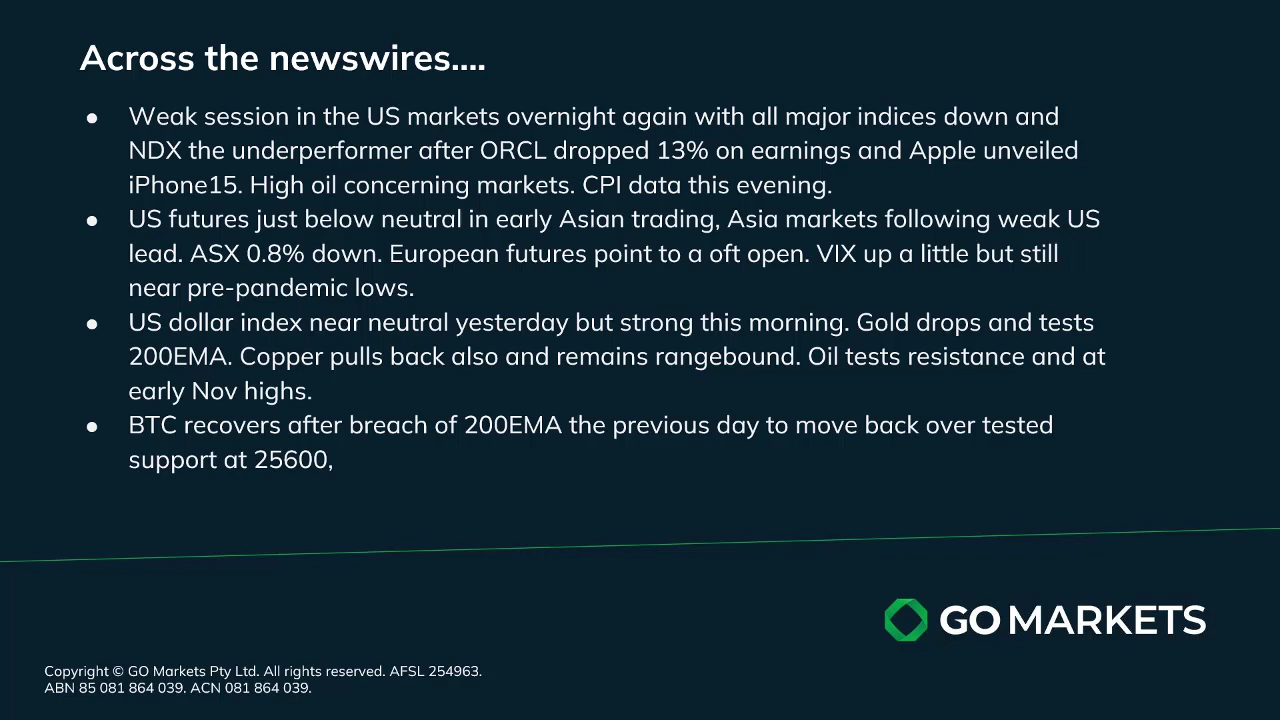 Across the newswires....
● Weak session in the US markets overnight again with all major indices down and
NDX the underperformer after ORCL dropped 13% on earnings and Apple unveiled
iPhone15. High oil concerning markets. CPI data this evening.
● US futures just below neutral in early Asian trading, Asia markets following weak US
lead. ASX 0.8% down. European futures point to a oft open. VIX up a little but still
near pre-pandemic lows.
● US dollar index near neutral yesterday but strong this morning. Gold drops and tests
200EMA. Copper pulls back also and remains rangebound. Oil tests resistance and at
early Nov highs.
● BTC recovers after breach of 200EMA the previous day to move back over tested
support at 25600,
GO MARKETS
Copyright © GO Markets Pty Ltd. All rights reserved. AFSL 254963.
ABN 85 081 864 039. ACN 081 864 039.